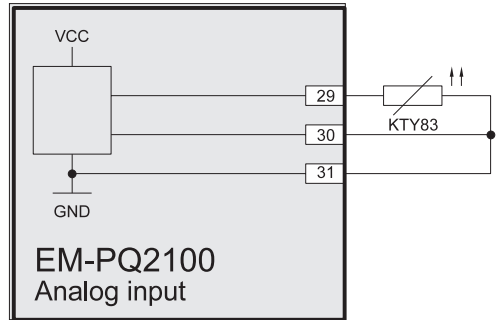 VCC
29
KTY83
30
31
GND
EM-PQ2100
Analog input